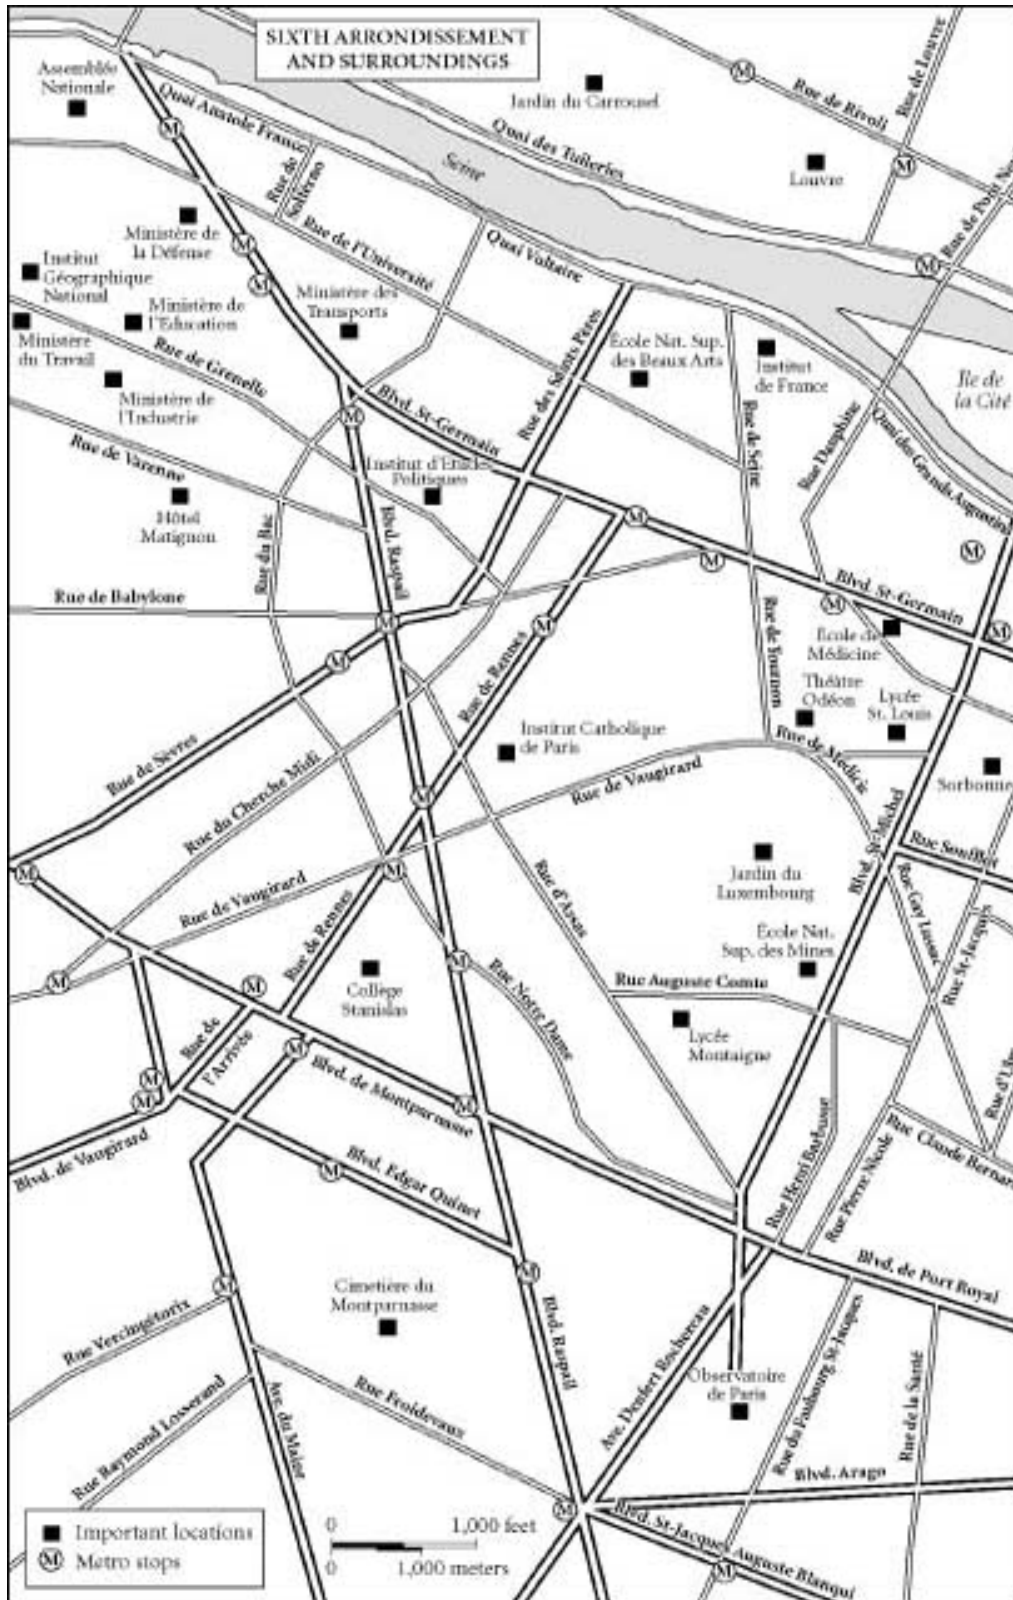 SIXTH ARRONDISSEMENT
AND SURROUNDINGS
Assemblée
Nationale
Quai Anatole France
Jardin du Carrousel
Rue de Rivoli
Rue de Louvre
Quai des Tuileries
Louvre
Seine
Rue de
Solferno
Rue de l'Université
Quai Voltaire
Ministère de
la Défense
Institut
Géographique
National
Ministère de
l'Education
Ministère des
Transports
Ministère
du Travail
Ministère de
l'Industrie
Rue de Grenelle
Rue de Varenne
Blvd. St-Germain
Rue des Saints Pères
École Nat. Sup.
des Beaux Arts
Institut
de France
Ile de
la Cité
Rue de Seine
Rue Dauphine
Quai des Grands Augustins
Institut d'Etudes
Politiques
Hôtel
Matignon
Rue du Bac
Blvd. Raspail
Rue de Babylone
Blvd. St-Germain
École de
Médicine
Rue de Tournon
Théâtre
Odéon
Lycée
St. Louis
Rue de Rennes
Institut Catholique
de Paris
Rue de Medicis
Sorbonne
Rue de Sèvres
Rue du Cherche Midi
Rue de Vaugirard
Blvd. St-Michel
Rue Soufflot
Jardin du
Luxembourg
Rue Gay Lussac
Rue de Vaugirard
Rue d'Assas
Rue de Rennes
École Nat.
Sup. des Mines
Rue St-Jacques
Collège
Stanislas
Rue Notre Dame
Rue Auguste Comte
Lycée
Montaigne
Rue de
l'Arrivée
Blvd. de Montparnasse
Blvd. de Vaugirard
Blvd. Edgar Quinet
Rue Henri Barbusse
Rue Pierre Nicole
Rue Claude Bernard
Blvd. de Port Royal
Cimetière du
Montparnasse
Rue Vercingétorix
Blvd. Raspail
Ave. Denfert Rochereau
Observatoire
de Paris
Rue du Faubourg St-Jacques
Rue de la Santé
Rue Raymond Losserand
Ave. du Maine
Rue Froidevaux
Blvd. Arago
Blvd. St-Jacques Auguste Blanqui
Important locations
M Metro stops
0 1,000 feet
0 1,000 meters